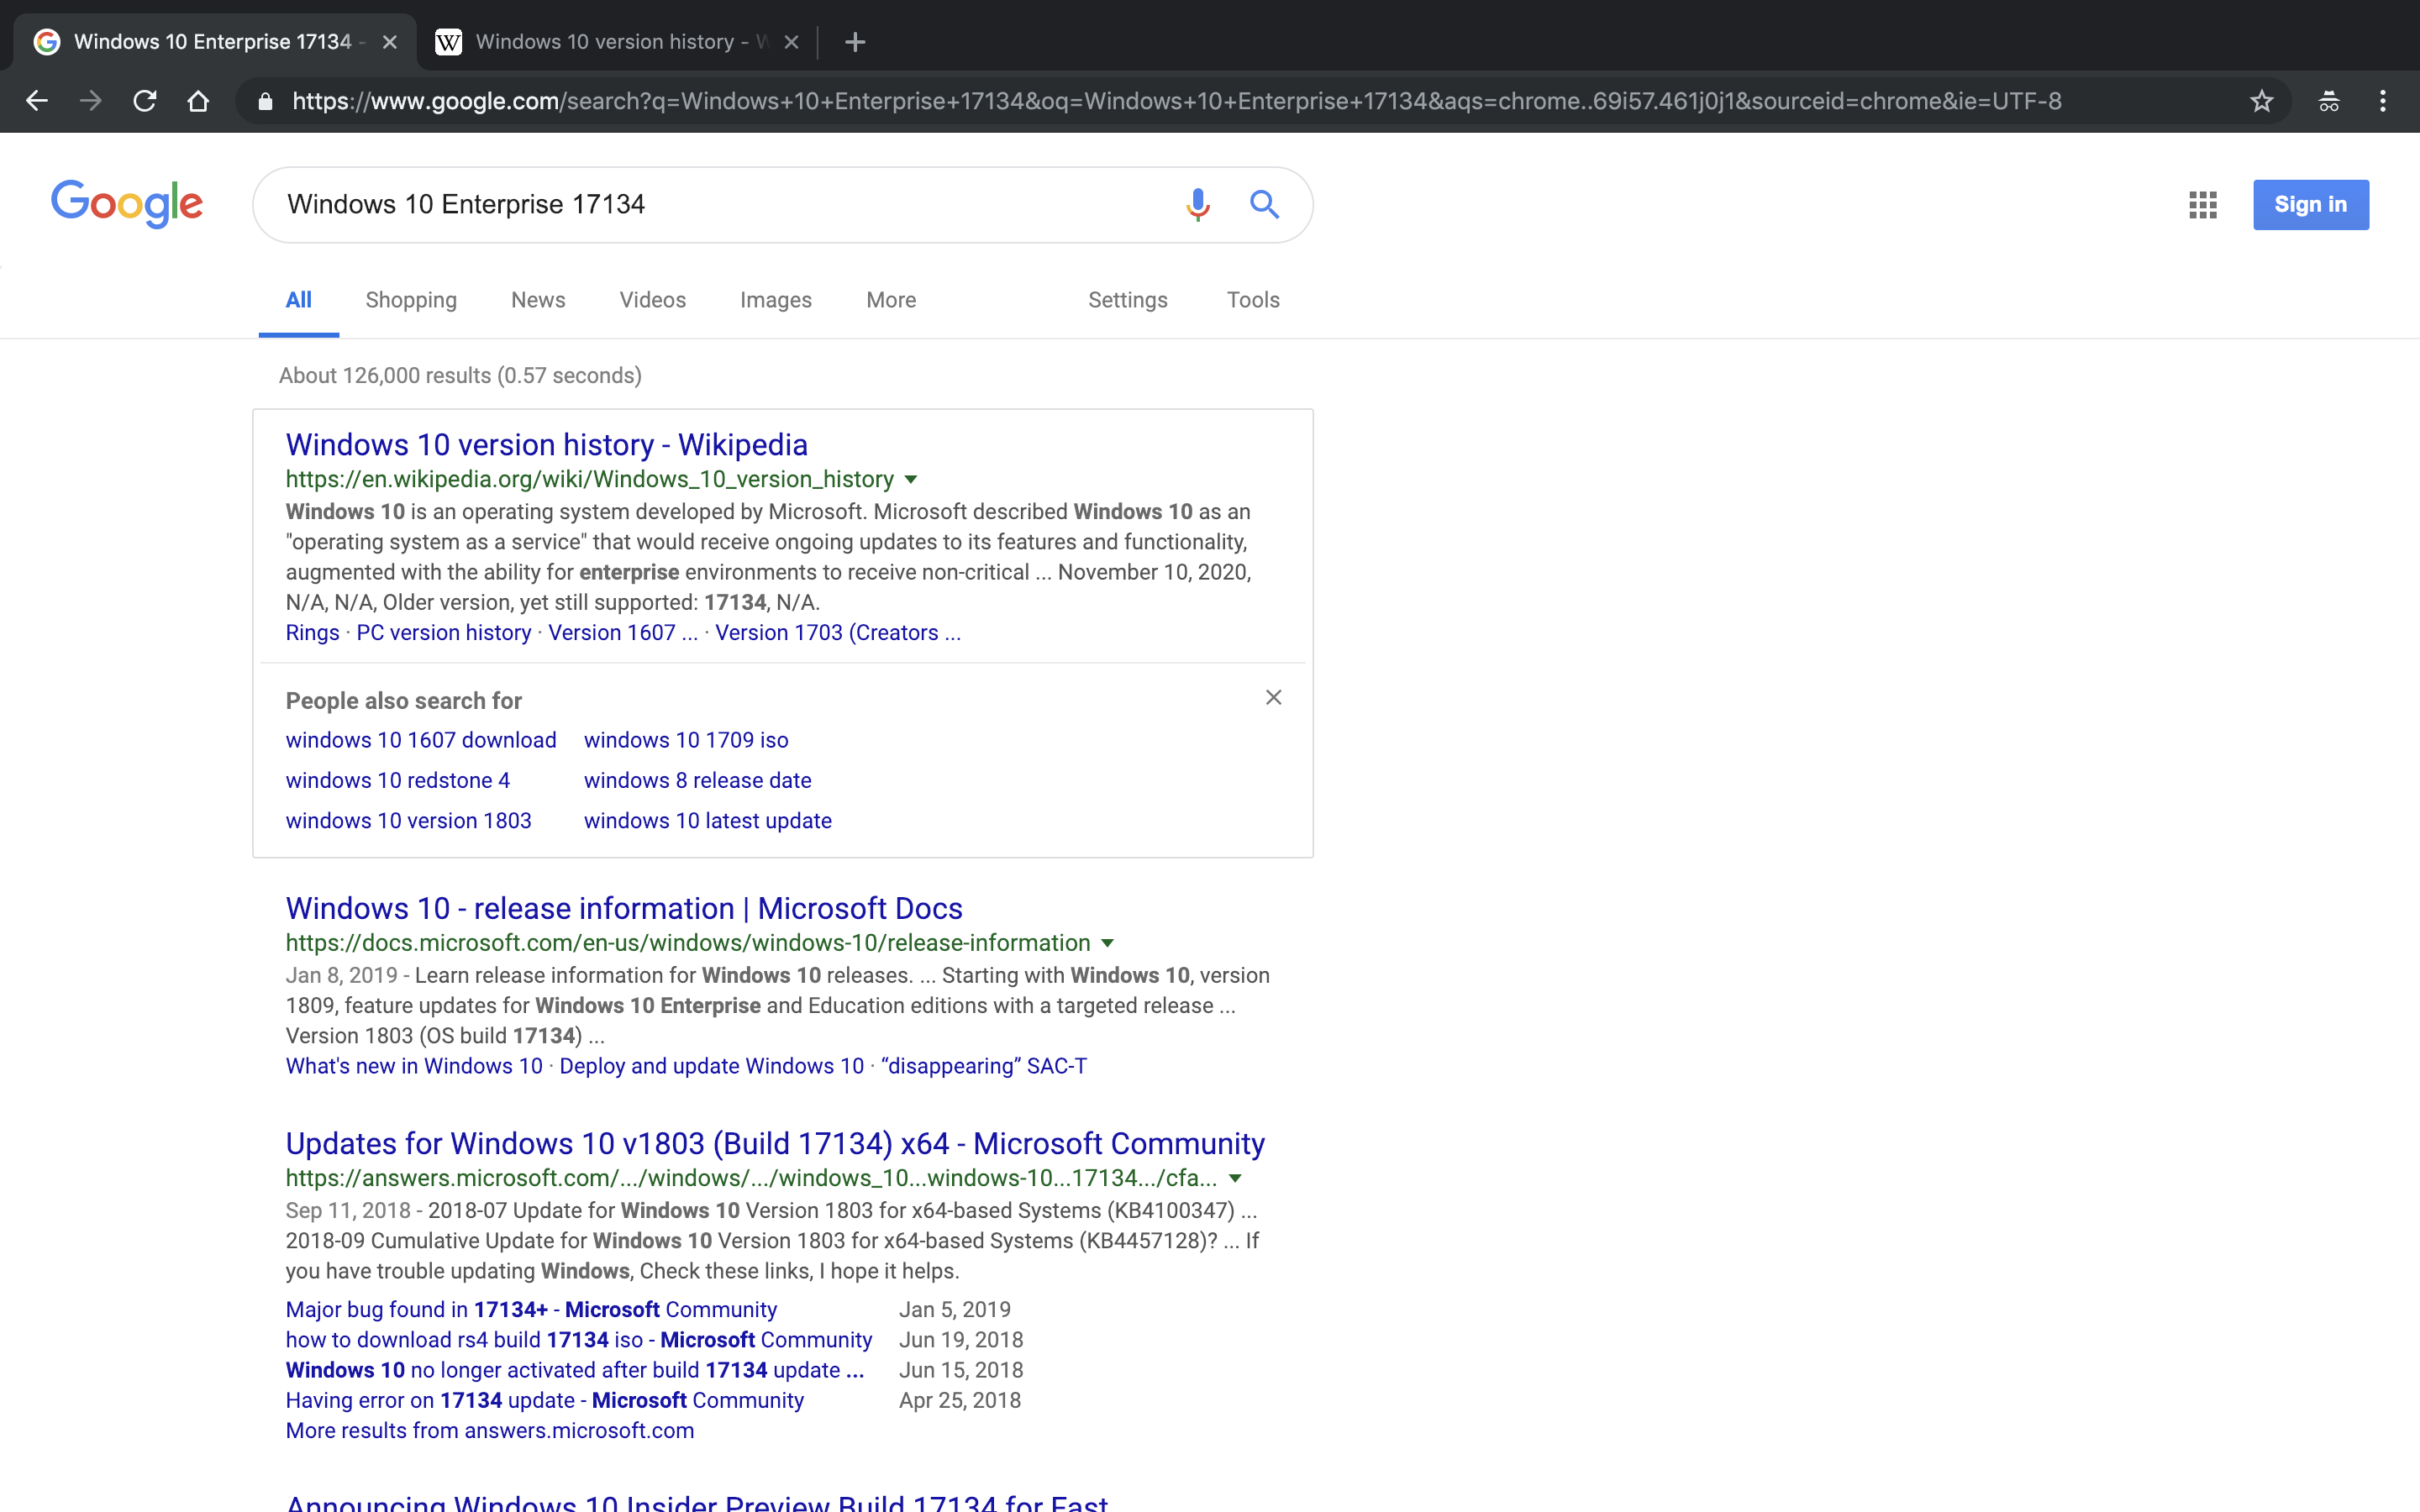 Windows 10 Enterprise 17134 -
Windows 10 version history - W
https://www.google.com/search?q=Windows+10+Enterprise+17134&oq=Windows+10+Enterprise+17134&aqs=chrome..69i57.461j0j1&sourceid=chrome&ie=UTF-8
Google
Windows 10 Enterprise 17134
Sign in
All Shopping News Videos Images More Settings Tools
About 126,000 results (0.57 seconds)
Windows 10 version history - Wikipedia
https://en.wikipedia.org/wiki/Windows_10_version_history
Windows 10 is an operating system developed by Microsoft. Microsoft described Windows 10 as an
"operating system as a service" that would receive ongoing updates to its features and functionality,
augmented with the ability for enterprise environments to receive non-critical ... November 10, 2020,
N/A, N/A, Older version, yet still supported: 17134, N/A.
Rings · PC version history · Version 1607 ... · Version 1703 (Creators ...
People also search for
windows 10 1607 download windows 10 1709 iso
windows 10 redstone 4 windows 8 release date
windows 10 version 1803 windows 10 latest update
Windows 10 - release information | Microsoft Docs
https://docs.microsoft.com/en-us/windows/windows-10/release-information
Jan 8, 2019 - Learn release information for Windows 10 releases. ... Starting with Windows 10, version
1809, feature updates for Windows 10 Enterprise and Education editions with a targeted release ...
Version 1803 (OS build 17134) ...
What's new in Windows 10 · Deploy and update Windows 10 · “disappearing” SAC-T
Updates for Windows 10 v1803 (Build 17134) x64 - Microsoft Community
https://answers.microsoft.com/.../windows/.../windows_10...windows-10...17134.../cfa...
Sep 11, 2018 - 2018-07 Update for Windows 10 Version 1803 for x64-based Systems (KB4100347) ...
2018-09 Cumulative Update for Windows 10 Version 1803 for x64-based Systems (KB4457128)? ... If
you have trouble updating Windows, Check these links, I hope it helps.
Major bug found in 17134+ - Microsoft Community Jan 5, 2019
how to download rs4 build 17134 iso - Microsoft Community Jun 19, 2018
Windows 10 no longer activated after build 17134 update ... Jun 15, 2018
Having error on 17134 update - Microsoft Community Apr 25, 2018
More results from answers.microsoft.com
Announcing Windows 10 Insider Preview Build 17134 for Fast